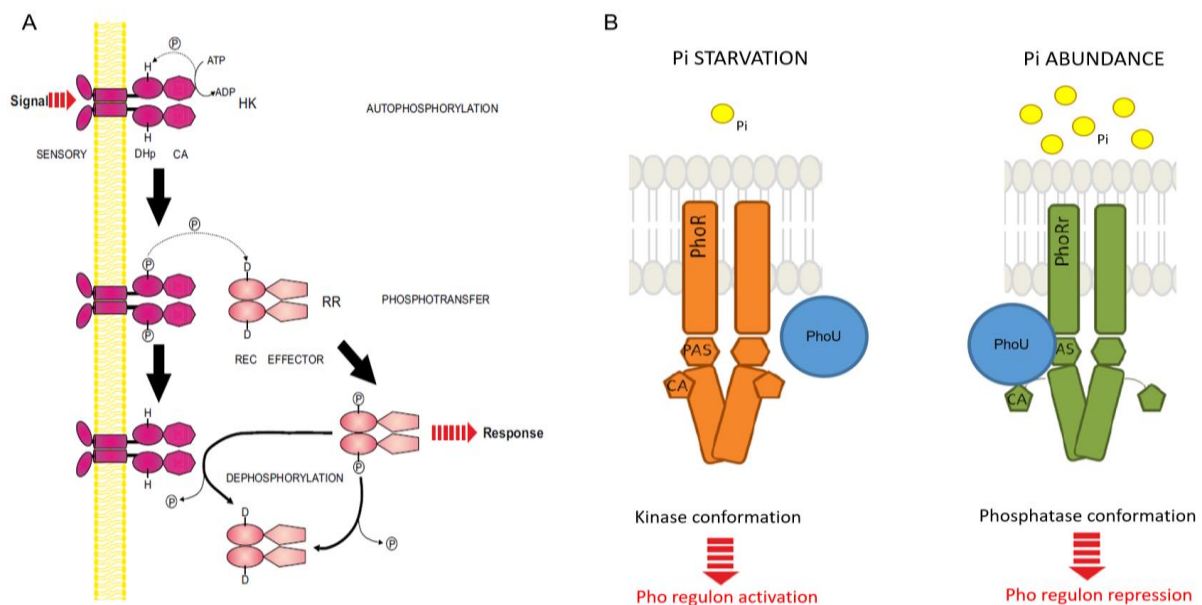 A
P
H
ATP
ADP
HK
Signal
AUTOPHOSPHORYLATION
H
SENSORY DHp CA
P
P
D
RR
PHOSPHOTRANSFER
P
D
REC EFFECTOR
P
H
Response
P
DEPHOSPHORYLATION
H
P
D
P
D
B
Pi STARVATION
Pi
PhoR
PhoU
PAS
CA
Kinase conformation
Pho regulon activation
Pi ABUNDANCE
Pi
PhoRr
PhoU
AS
CA
Phosphatase conformation
Pho regulon repression